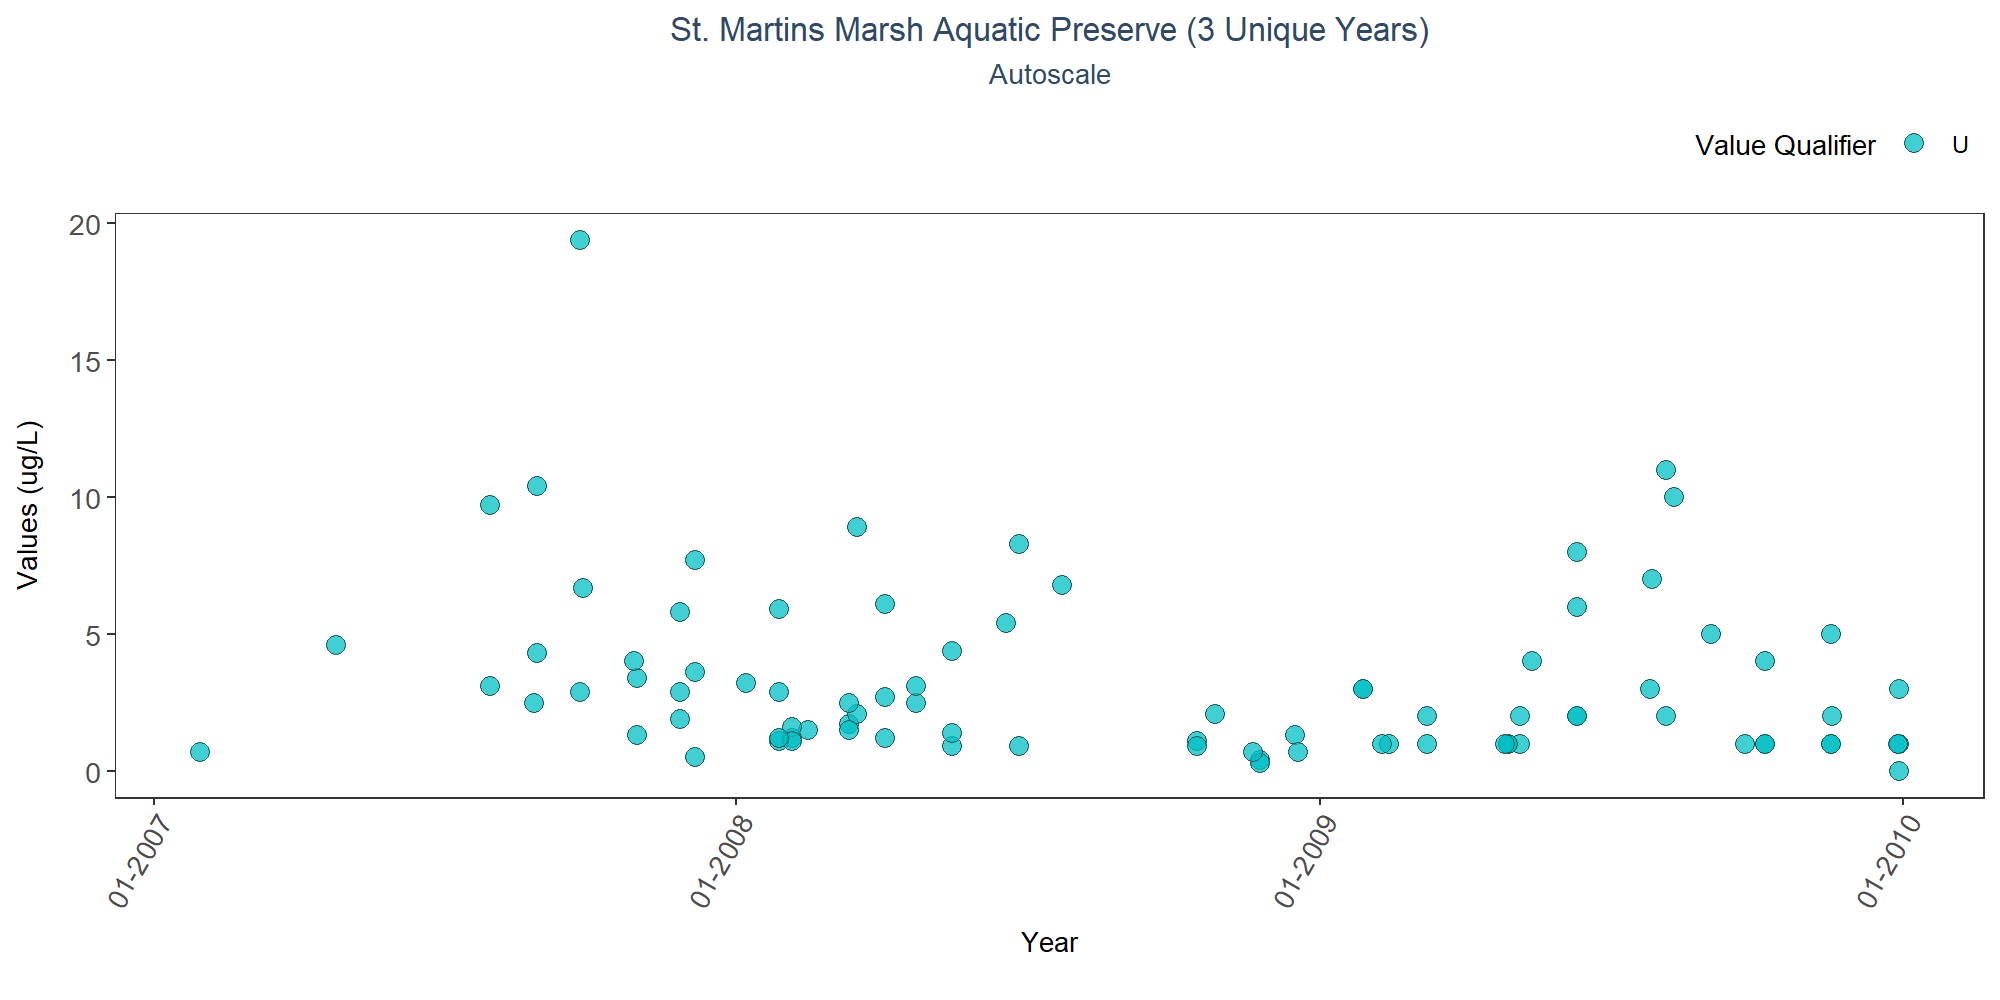 St. Martins Marsh Aquatic Preserve (3 Unique Years)
Autoscale
Value Qualifier U
20
15
10
5
0
Values (ug/L)
01-2007
01-2008
01-2009
01-2010
Year